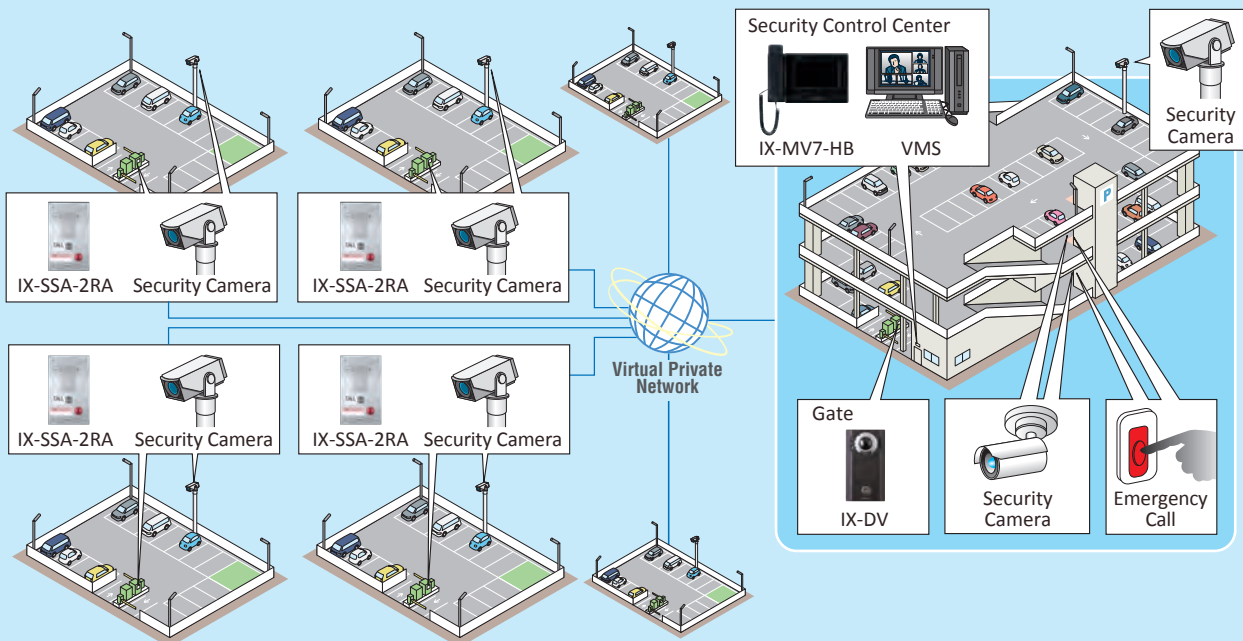 Security Control Center
IX-MV7-HB
VMS
Security
Camera
IX-SSA-2RA
Security Camera
IX-SSA-2RA
Security Camera
P
Virtual Private
Network
IX-SSA-2RA
Security Camera
IX-SSA-2RA
Security Camera
Gate
IX-DV
Security
Camera
Emergency
Call